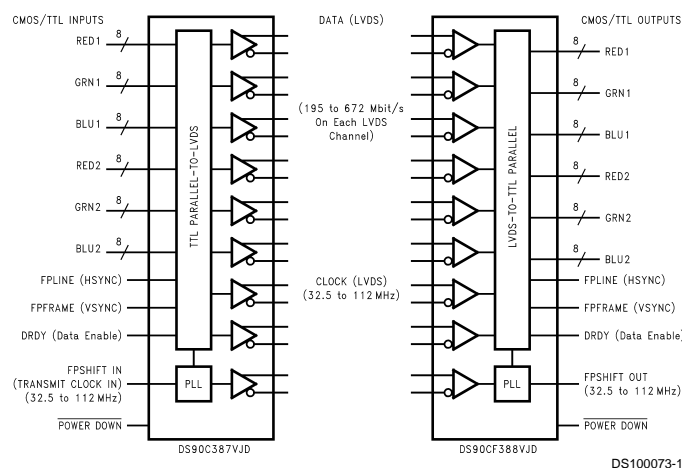 CMOS/TTL INPUTS
DATA (LVDS)
CMOS/TTL OUTPUTS
RED1
8
GRN1
8
BLU1
8
RED2
8
GRN2
8
BLU2
8
FPLINE (HSYNC)
FPFRAME (VSYNC)
DRDY (Data Enable)
FPSHIFT IN
(TRANSMIT CLOCK IN)
(32.5 to 112 MHz)
POWER DOWN
TTL PARALLEL-TO-LVDS
PLL
DS90C387VJD
(195 to 672 Mbit/s
On Each LVDS
Channel)
CLOCK (LVDS)
(32.5 to 112 MHz)
LVDS-TO-TTL PARALLEL
PLL
DS90CF388VJD
8
RED1
8
GRN1
8
BLU1
8
RED2
8
GRN2
8
BLU2
FPLINE (HSYNC)
FPFRAME (VSYNC)
DRDY (Data Enable)
FPSHIFT OUT
(32.5 to 112 MHz)
POWER DOWN
DS100073-1